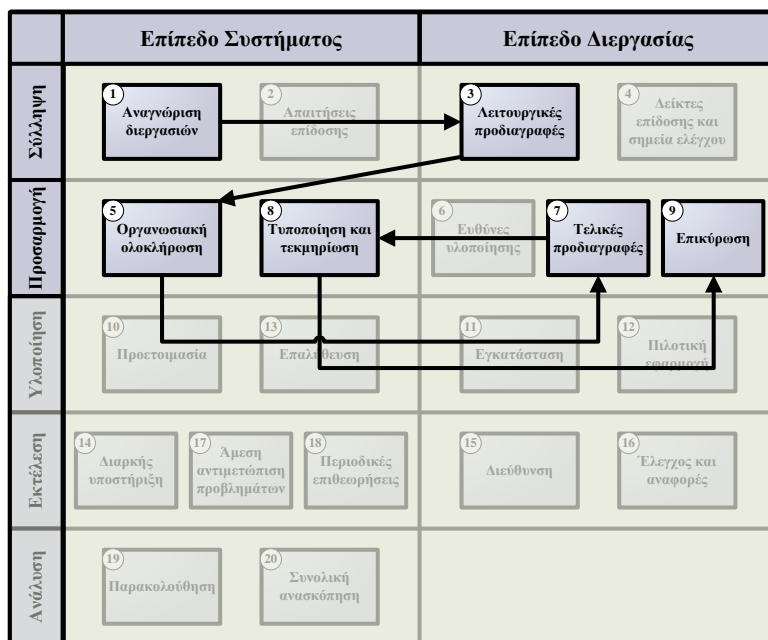 Επίπεδο Συστήματος
Επίπεδο Διεργασίας
Σύλληψη
1
Αναγνώριση
διεργασιών
2
Απαιτήσεις
επίδοσης
3
Λειτουργικές
προδιαγραφές
4
Δείκτες
επίδοσης και
σημεία ελέγχου
Προσαρμογή
5
Οργανωσιακή
ολοκλήρωση
8
Τυποποίηση και
τεκμηρίωση
6
Ευθύνες
υλοποίησης
7
Τελικές
προδιαγραφές
9
Επικύρωση
Υλοποίηση
10
Προετοιμασία
13
Επαλήθευση
11
Εγκατάσταση
12
Πιλοτική
εφαρμογή
Εκτέλεση
14
Διαρκής
υποστήριξη
17
Άμεση
αντιμετώπιση
προβλημάτων
18
Περιοδικές
επιθεωρήσεις
15
Διεύθυνση
16
Έλεγχος και
αναφορές
Ανάλυση
19
Παρακολούθηση
20
Συνολική
ανασκόπηση